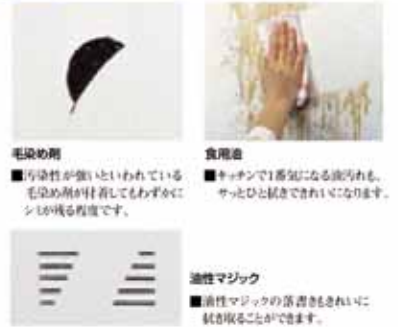 毛染め剤
■汚染性が強いといわれている
毛染め剤が付着してもわずかに
シミが残る程度です。
食用油
■キッチンで1番気になる油汚れも、
サッとひと拭きできれいになります。
油性マジック
■油性マジックの落書きもきれいに
拭き取ることができます。